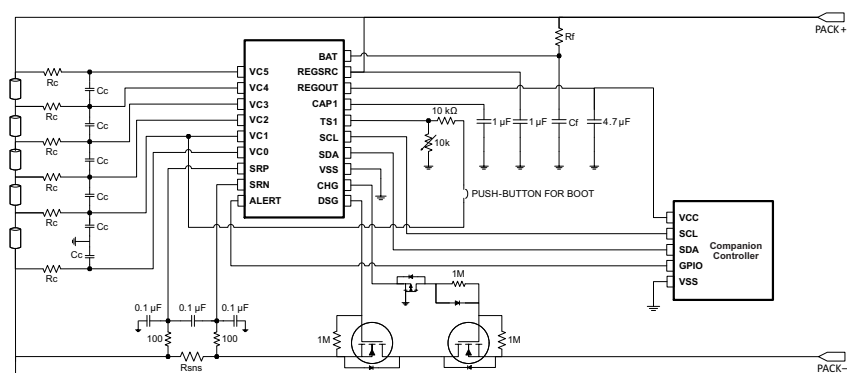 PACK+
Rf
BAT
VC5
REGSRC
Rc
Cc
VC4
REGOUT
Rc
VC3
CAP1
10 kΩ
Cc
VC2
TS1
1 µF
1 µF
Cf
4.7 µF
Rc
VC1
SCL
10k
Cc
VC0
SDA
Rc
SRP
VSS
Cc
SRN
CHG
PUSH-BUTTON FOR BOOT
ALERT
DSG
Rc
Cc
VCC
SCL
Cc
SDA
Companion
Controller
GPIO
Rc
1M
VSS
0.1 µF
0.1 µF
0.1 µF
100
100
1M
1M
Rsns
PACK–